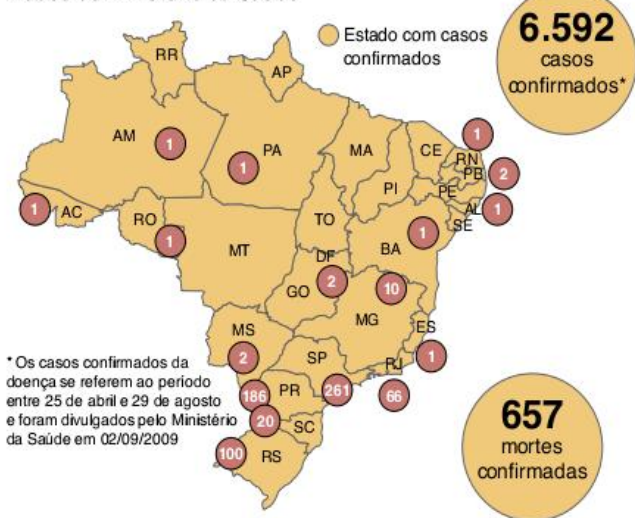 Estado com casos
confirmados
6.592
casos
confirmados*
RR
AP
AM
1
PA
1
MA
CE
1
RN
PB
2
PI
PE
AL
1
SE
1
AC
RO
1
TO
BA
1
MT
DF
2
GO
10
MG
ES
1
MS
2
SP
RJ
66
186
PR
261
20
SC
100
RS
* Os casos confirmados da
doença se referem ao período
entre 25 de abril e 29 de agosto
e foram divulgados pelo Ministério
da Saúde em 02/09/2009
657
mortes
confirmadas